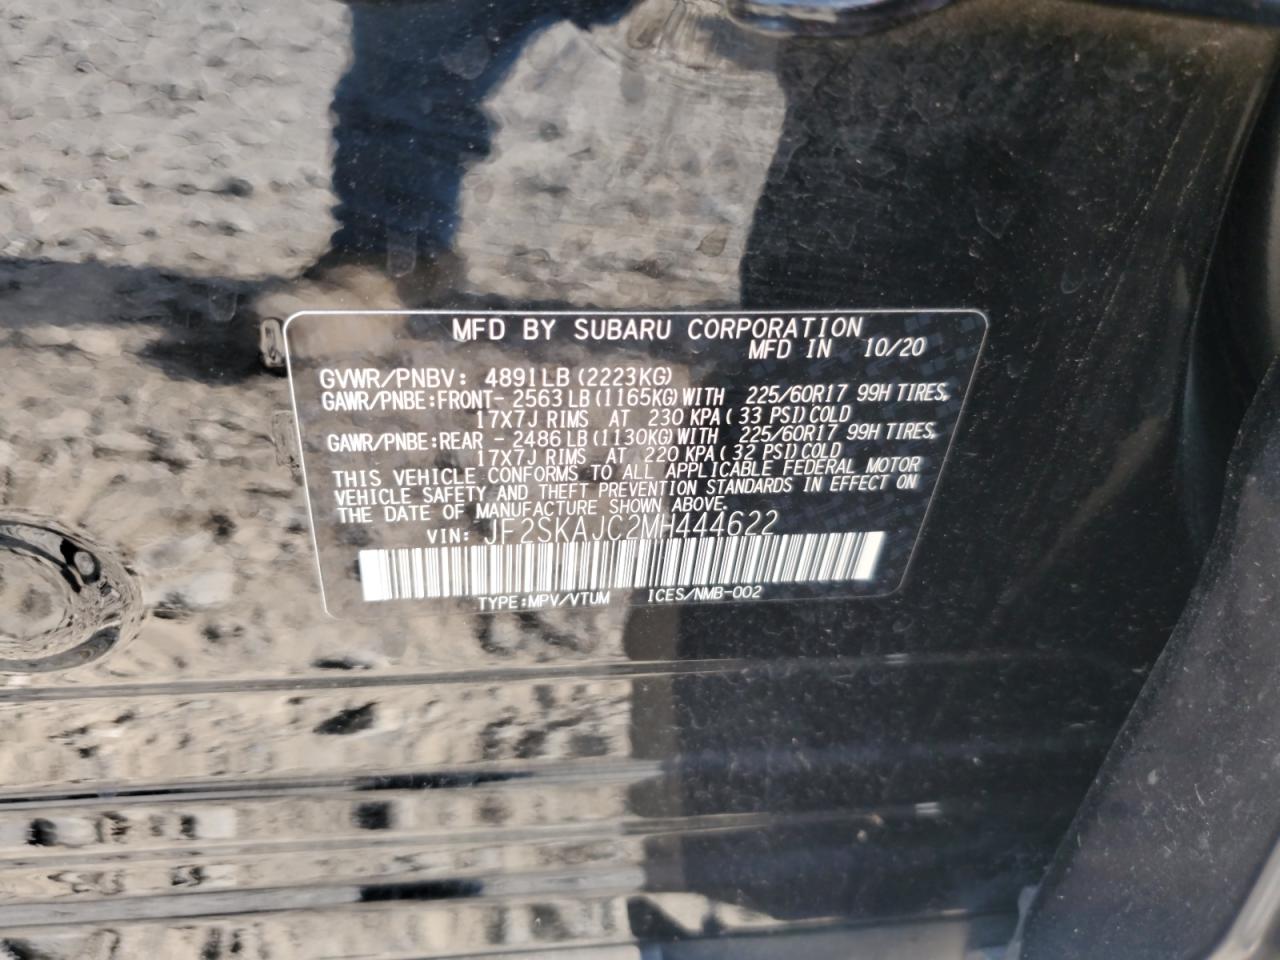 MFD BY SUBARU CORPORATION
MFD IN 10/20
GVWR/PNBV: 4891LB (2223KG)
GAWR/PNBE:FRONT- 2563LB (1165KG) WITH 225/60R17 99H TIRES,
17X7J RIMS AT 230 KPA( 33 PSI)COLD
GAWR/PNBE:REAR - 2486LB (1130KG) WITH 225/60R17 99H TIRES,
17X7J RIMS AT 220 KPA( 32 PSI)COLD
THIS VEHICLE CONFORMS TO ALL APPLICABLE FEDERAL MOTOR
VEHICLE SAFETY AND THEFT PREVENTION STANDARDS IN EFFECT ON
THE DATE OF MANUFACTURE SHOWN ABOVE.
VIN: JF2SKAJC2MH444622
TYPE:MPV/VTUM ICES/NMB-002